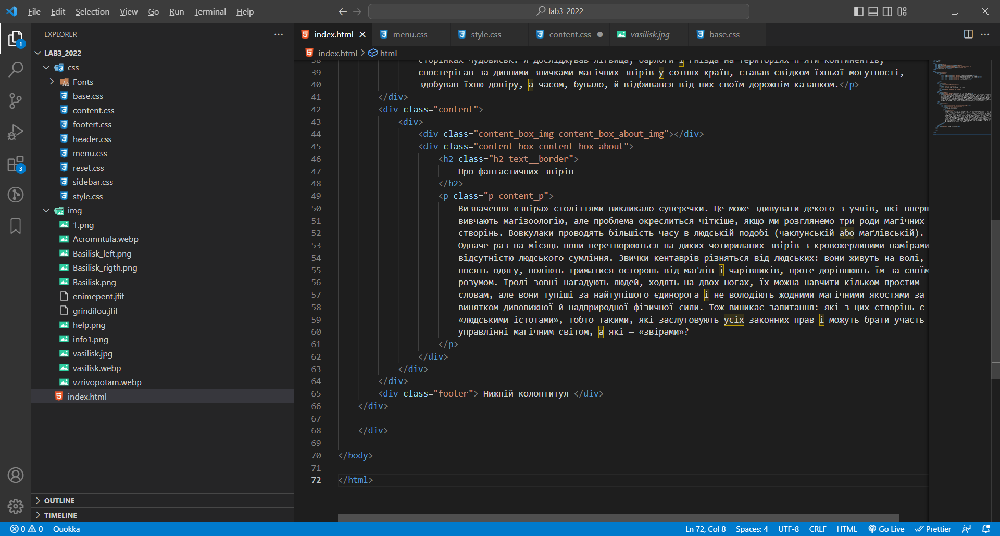 File Edit Selection View Go Run Terminal Help
lab3_2022
EXPLORER
LAB3_2022
css
Fonts
base.css
content.css
footert.css
header.css
menu.css
reset.css
sidebar.css
style.css
img
1.png
Acromntula.webp
Basilisk_left.png
Basilisk_rigth.png
Basilisk.png
enimepent.jfif
grindilou.jfif
help.png
info1.png
vasilisk.jpg
vasilisk.webp
vzrivopotam.webp
index.html
OUTLINE
TIMELINE
1
3
index.html menu.css style.css content.css vasilisk.jpg base.css
index.html > html
38 сторінках чудовиськ. Я досліджував лігвища, барлоги і гнізда на територіях п'яти континентів,
39 спостерігав за дивними звичками магічних звірів у сотнях країн, ставав свідком їхньої могутності,
40 здобував їхню довіру, а часом, бувало, й відбивався від них своїм дорожнім казанком.</p>
41 </div>
42 <div class="content">
43 <div>
44 <div class="content_box_img content_box_about_img"></div>
45 <div class="content_box content_box_about">
46 <h2 class="h2 text__border">
47 Про фантастичних звірів
48 </h2>
49 <p class="p content_p">
50 Визначення «звіра» століттями викликало суперечки. Це може здивувати декого з учнів, які вперш
51 вивчають магізоологію, але проблема окреслиться чіткіше, якщо ми розглянемо три роди магічних
52 створінь. Вовкулаки проводять більшість часу в людській подобі (чаклунській або маґлівській).
53 Одначе раз на місяць вони перетворюються на диких чотирилапих звірів з кровожерливими намірами
54 відсутністю людського сумління. Звички кентаврів різняться від людських: вони живуть на волі,
55 носять одягу, воліють триматися осторонь від маґлів і чарівників, проте дорівнюють їм за своїм
56 розумом. Тролі зовні нагадують людей, ходять на двох ногах, їх можна навчити кільком простим
57 словам, але вони тупіші за найтупішого єдинорога і не володіють жодними магічними якостями за
58 винятком дивовижної й надприродної фізичної сили. Тож виникає запитання: які з цих створінь є
59 «людськими істотами», тобто такими, які заслуговують усіх законних прав і можуть брати участь
60 управлінні магічним світом, а які — «звірами»?
61 </p>
62 </div>
63 </div>
64 </div>
65 <div class="footer"> Нижній колонтитул </div>
66 </div>
67
68 </div>
69
70 </body>
71
72 </html>
0 0 Quokka Ln 72, Col 8 Spaces: 4 UTF-8 CRLF HTML Go Live Prettier